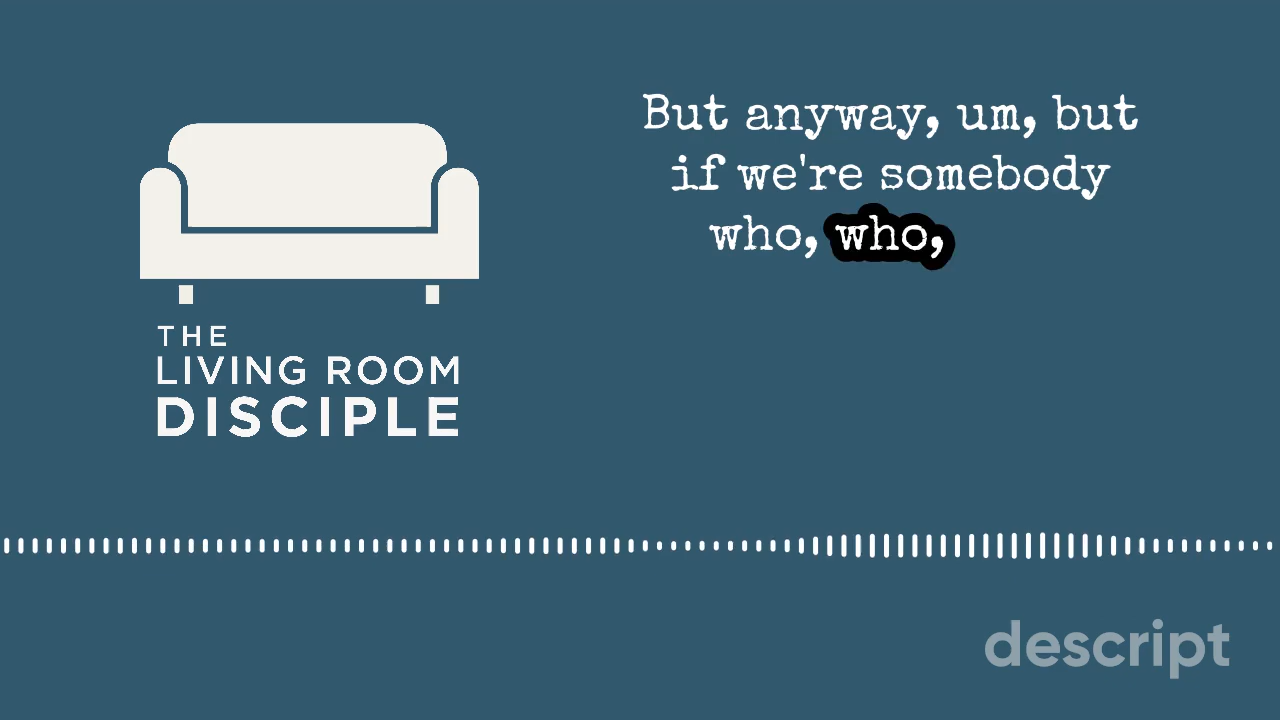 But anyway, um, but
if we're somebody
who, who,
THE
LIVING ROOM
DISCIPLE
descript